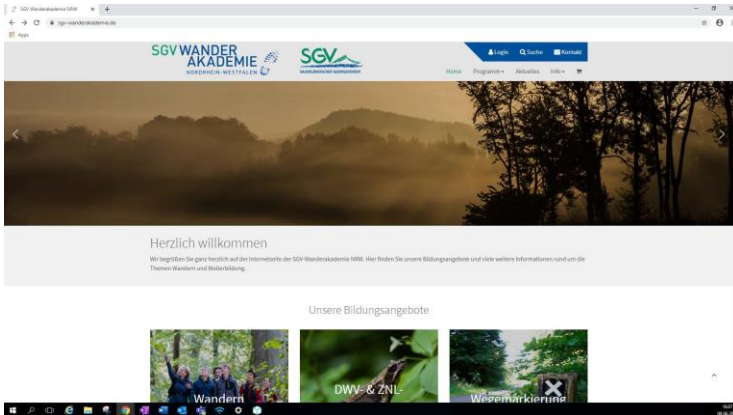 SGV Wanderakademie NRW
sgv-wanderakademie.de
Apps
SGV WANDER
AKADEMIE
NORDRHEIN-WESTFALEN
SGV
Login Suche Kontakt
Home Programm Aktuelles Info
Herzlich willkommen
Wir begrüßen Sie ganz herzlich auf der Internetseite der SGV-Wanderakademie NRW. Hier finden Sie unsere Bildungsangebote und viele weitere Informationen rund um die
Themen Wandern und Weiterbildung.
Unsere Bildungsangebote
Wandern
DWV- & ZNL-
Wegemarkierung